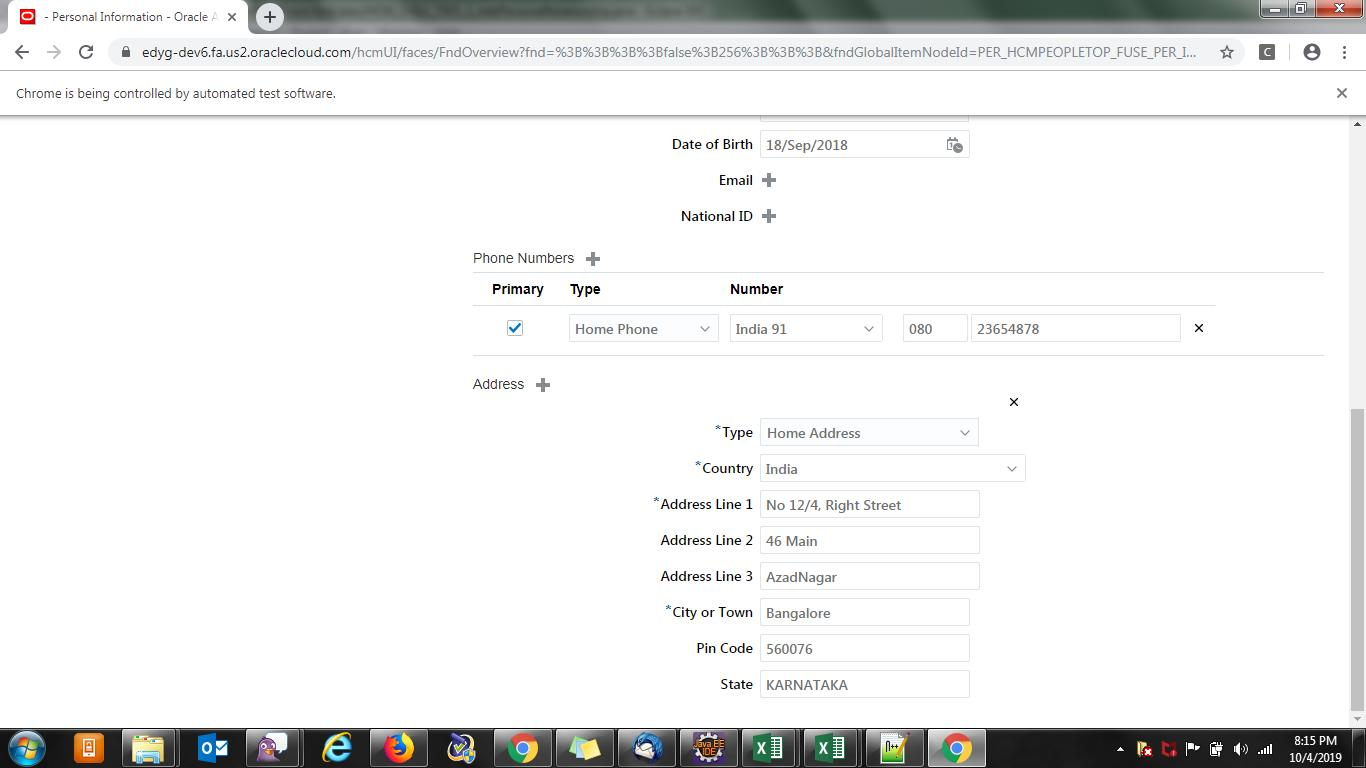 - Personal Information - Oracle A
edyg-dev6.fa.us2.oraclecloud.com/hcmUI/faces/FndOverview?fnd=%3B%3B%3B%3Bfalse%3B256%3B%3B%3B&fndGlobalItemNodeId=PER_HCMPEOPLETOP_FUSE_PER_I...
C
Chrome is being controlled by automated test software.
Date of Birth 18/Sep/2018
Email
National ID
Phone Numbers
Primary Type Number
Home Phone India 91 080 23654878
Address
*Type Home Address
*Country India
*Address Line 1 No 12/4, Right Street
Address Line 2 46 Main
Address Line 3 AzadNagar
*City or Town Bangalore
Pin Code 560076
State KARNATAKA
Java EE
IDE
8:15 PM
10/4/2019